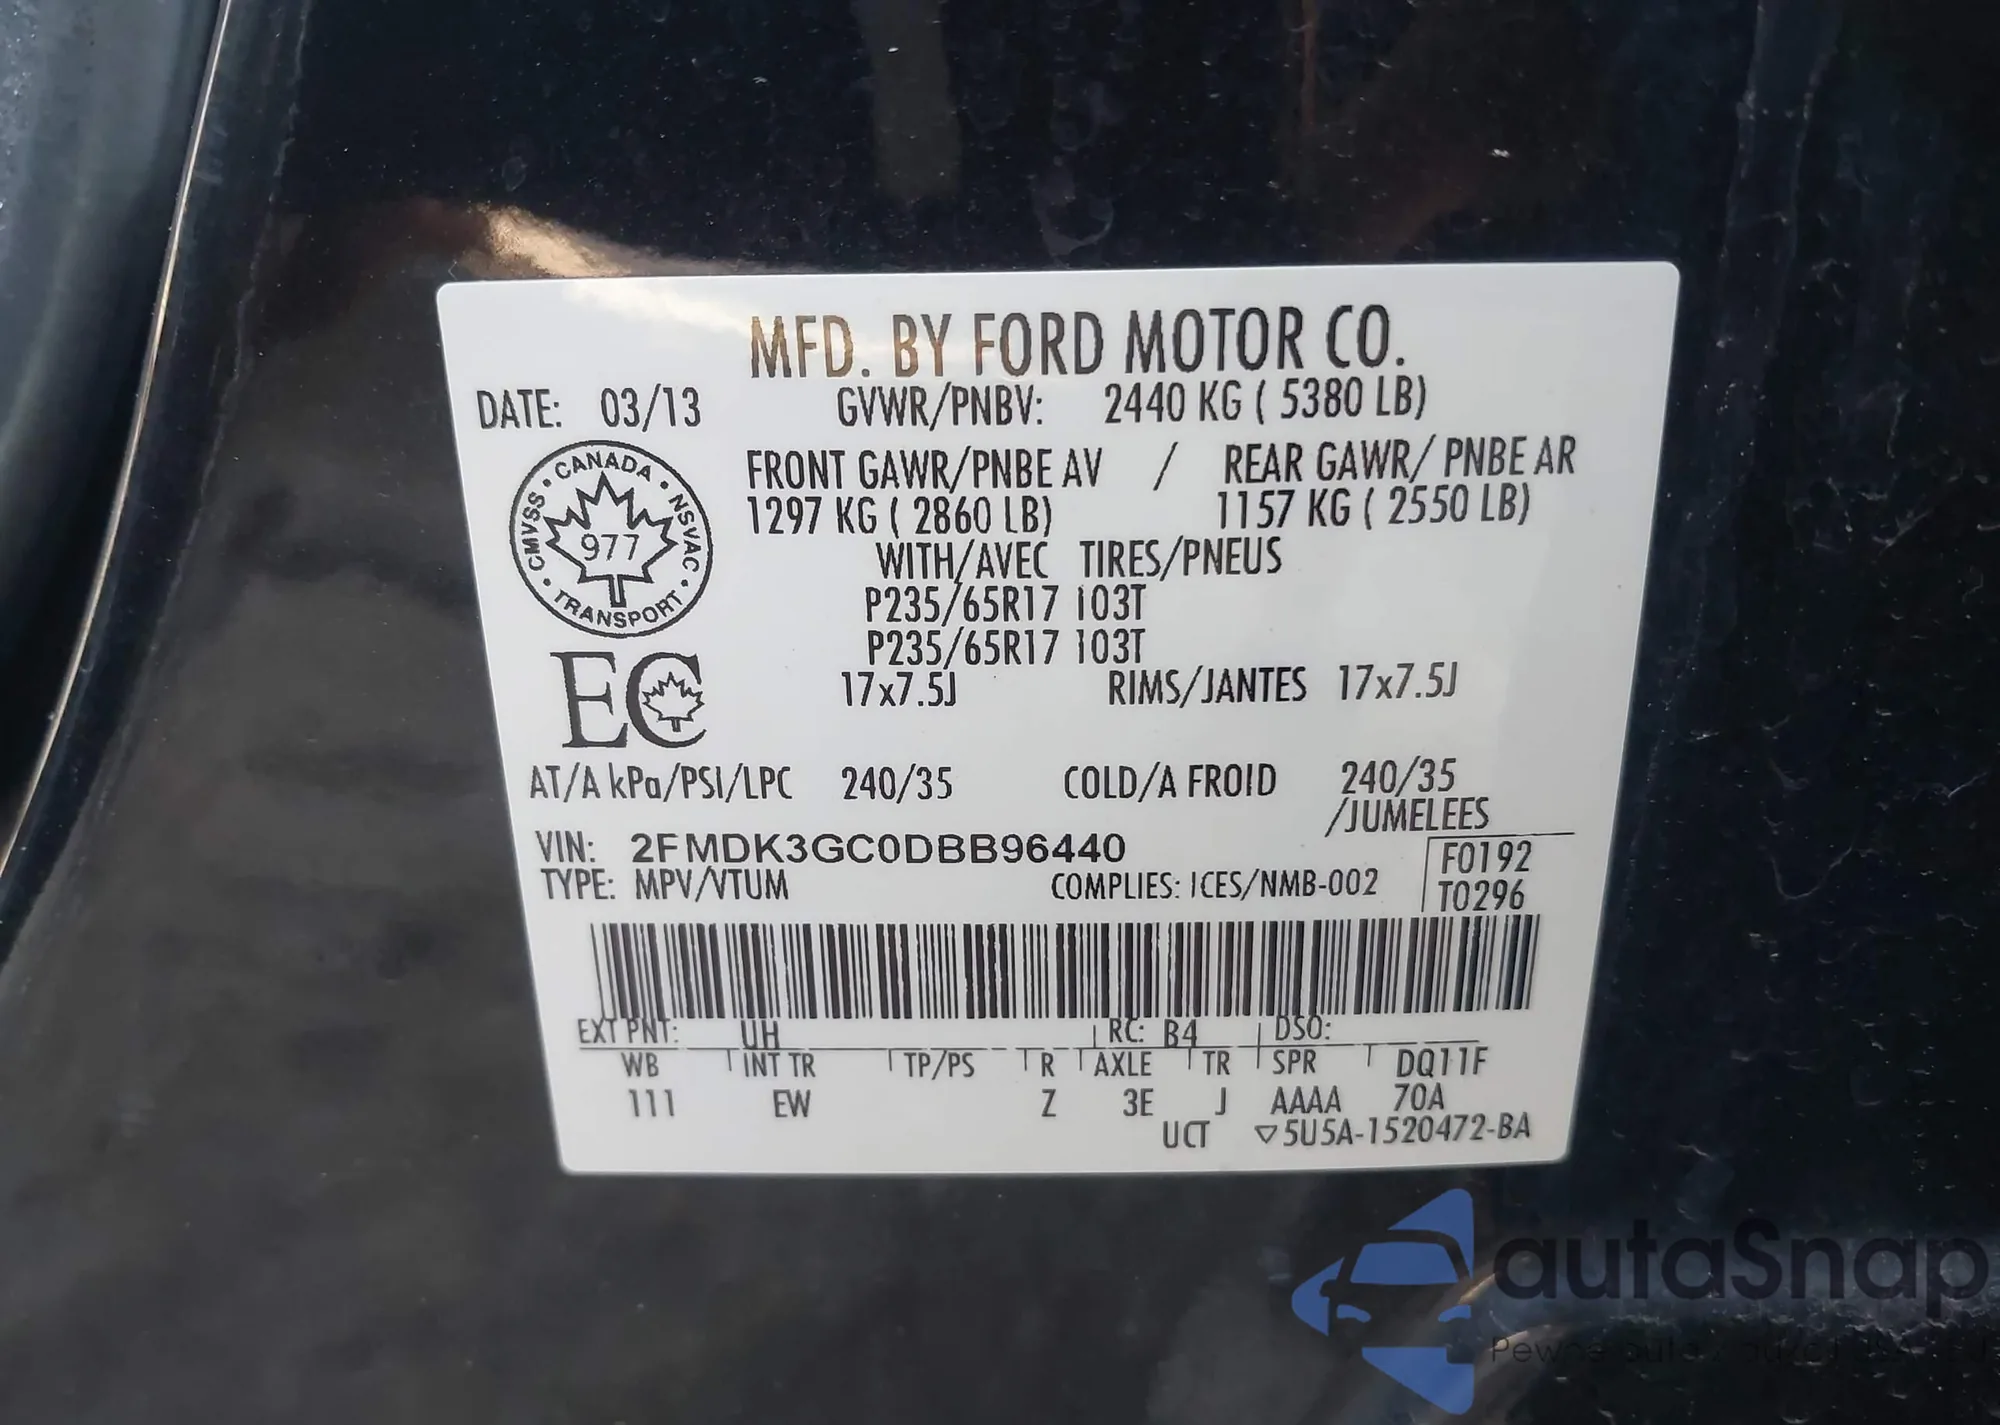 MFD. BY FORD MOTOR CO.
DATE: 03/13 GVWR/PNBV: 2440 KG ( 5380 LB)
CANADA · NSVAC · TRANSPORT · CMVSS
977
FRONT GAWR/PNBE AV / REAR GAWR/ PNBE AR
1297 KG ( 2860 LB) 1157 KG ( 2550 LB)
WITH/AVEC TIRES/PNEUS
P235/65R17 103T
P235/65R17 103T
EC
17x7.5J RIMS/JANTES 17x7.5J
AT/A kPa/PSI/LPC 240/35 COLD/A FROID 240/35
/JUMELEES
VIN: 2FMDK3GC0DBB96440 F0192
TYPE: MPV/VTUM COMPLIES: ICES/NMB-002 T0296
EXT PNT: UH RC: B4 DSO:
WB INT TR TP/PS R AXLE TR SPR DQ11F
111 EW Z 3E J AAAA 70A
UCT ▽5U5A-1520472-BA
autaSnap
Pewne auta z aukcji USA